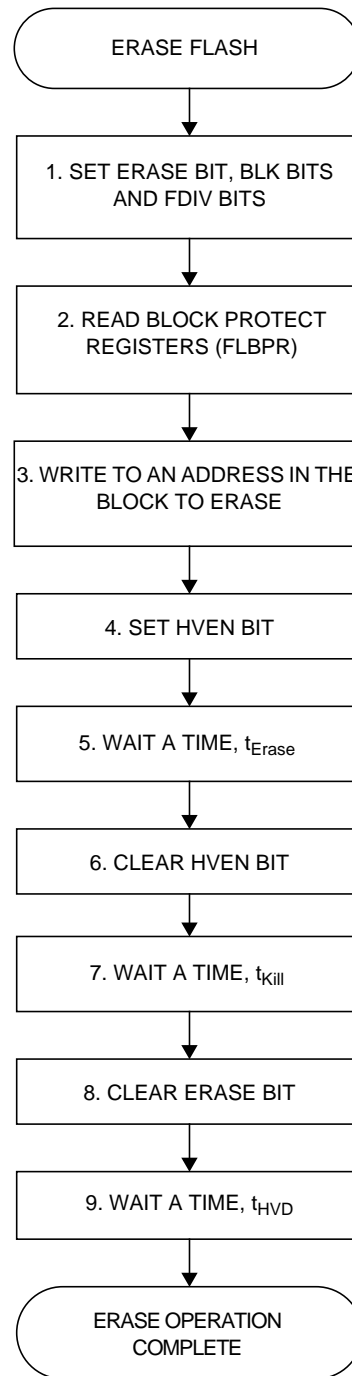 ERASE FLASH
1. SET ERASE BIT, BLK BITS
AND FDIV BITS
2. READ BLOCK PROTECT
REGISTERS (FLBPR)
3. WRITE TO AN ADDRESS IN THE
BLOCK TO ERASE
4. SET HVEN BIT
5. WAIT A TIME, tErase
6. CLEAR HVEN BIT
7. WAIT A TIME, tKill
8. CLEAR ERASE BIT
9. WAIT A TIME, tHVD
ERASE OPERATION
COMPLETE